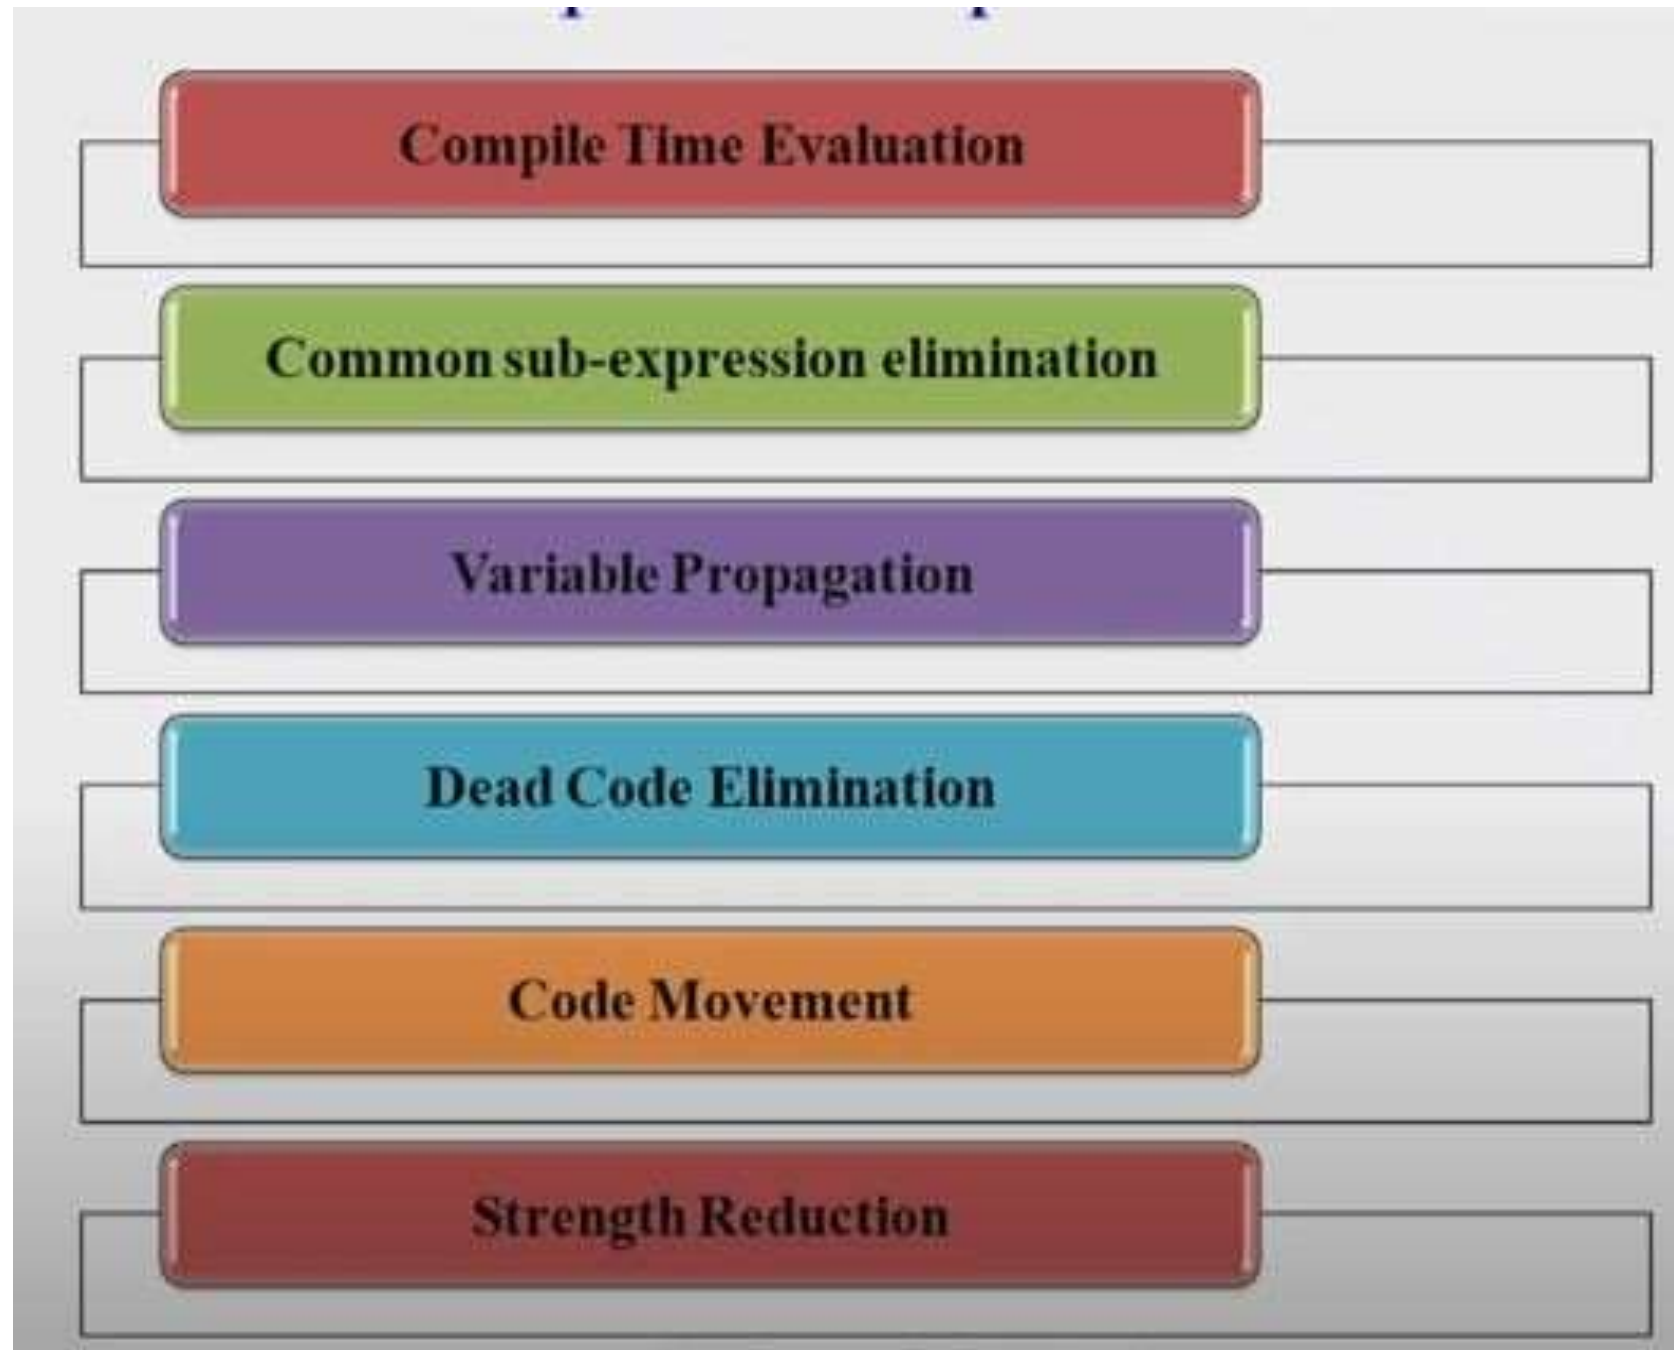 Compile Time Evaluation
Common sub-expression elimination
Variable Propagation
Dead Code Elimination
Code Movement
Strength Reduction